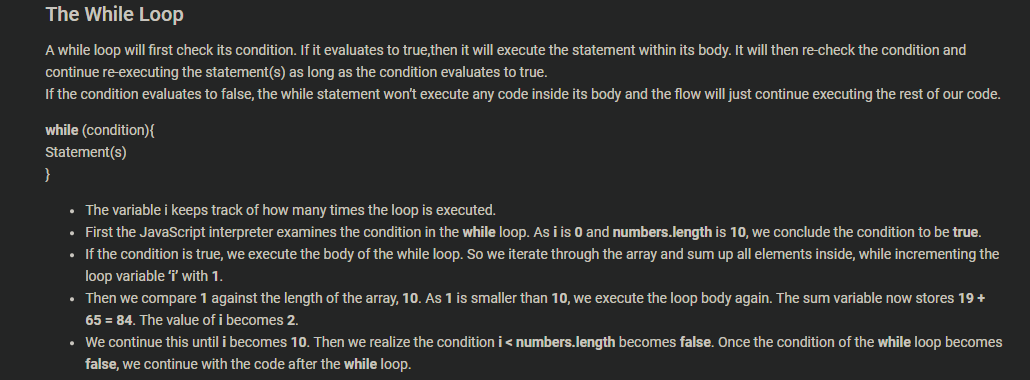 The While Loop
A while loop will first check its condition. If it evaluates to true,then it will execute the statement within its body. It will then re-check the condition and
continue re-executing the statement(s) as long as the condition evaluates to true.
If the condition evaluates to false, the while statement won't execute any code inside its body and the flow will just continue executing the rest of our code.
while (condition){
Statement(s)
}
• The variable i keeps track of how many times the loop is executed.
• First the JavaScript interpreter examines the condition in the while loop. As i is 0 and numbers.length is 10, we conclude the condition to be true.
• If the condition is true, we execute the body of the while loop. So we iterate through the array and sum up all elements inside, while incrementing the
loop variable ‘i’ with 1.
• Then we compare 1 against the length of the array, 10. As 1 is smaller than 10, we execute the loop body again. The sum variable now stores 19 +
65 = 84. The value of i becomes 2.
• We continue this until i becomes 10. Then we realize the condition i < numbers.length becomes false. Once the condition of the while loop becomes
false, we continue with the code after the while loop.